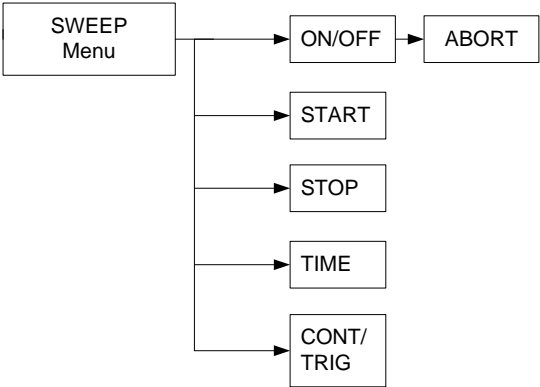 SWEEP
Menu
ON/OFF
ABORT
START
STOP
TIME
CONT/
TRIG